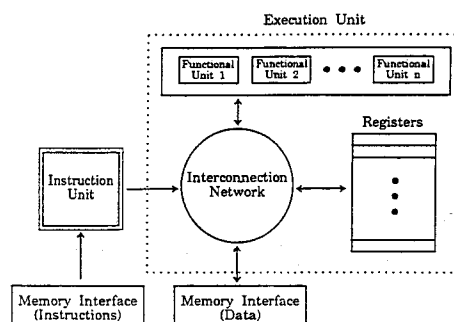 Execution Unit
Functional
Unit 1
Functional
Unit 2
Functional
Unit n
Registers
Instruction
Unit
Interconnection
Network
Memory Interface
(Instructions)
Memory Interface
(Data)